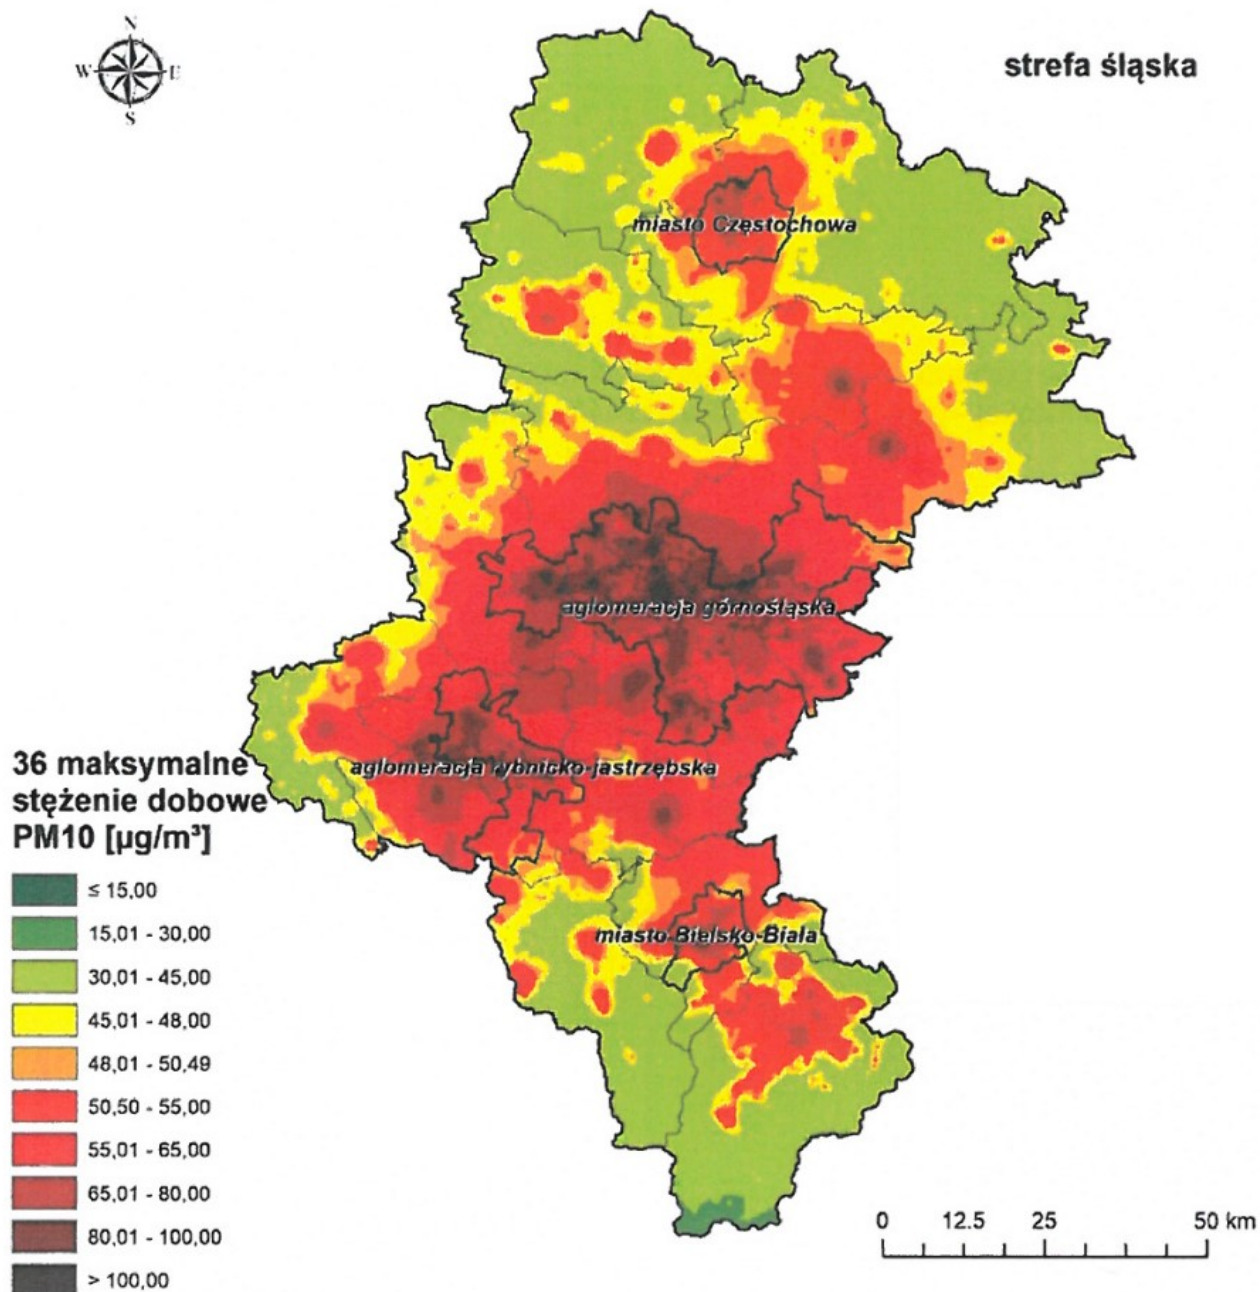 N
W E
S
strefa śląska
miasto Częstochowa
aglomeracja górnośląska
aglomeracja rybnicko-jastrzębska
miasto Bielsko-Biała
36 maksymalne
stężenie dobowe
PM10 [µg/m³]
≤ 15,00
15,01 - 30,00
30,01 - 45,00
45,01 - 48,00
48,01 - 50,49
50,50 - 55,00
55,01 - 65,00
65,01 - 80,00
80,01 - 100,00
> 100,00
0 12.5 25 50 km